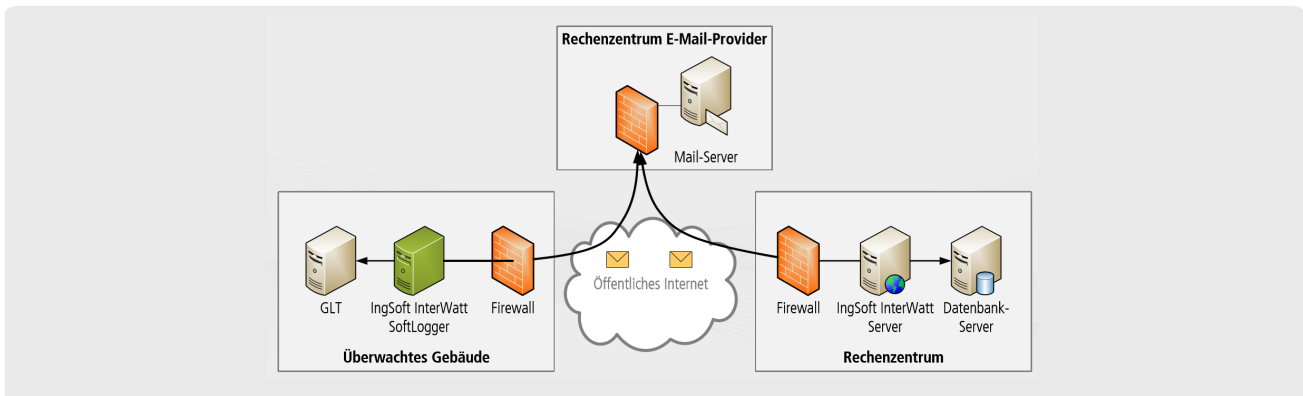 Rechenzentrum E-Mail-Provider
Mail-Server
Öffentliches Internet
GLT
IngSoft InterWatt
SoftLogger
Firewall
Überwachtes Gebäude
Firewall
IngSoft InterWatt
Server
Datenbank-
Server
Rechenzentrum